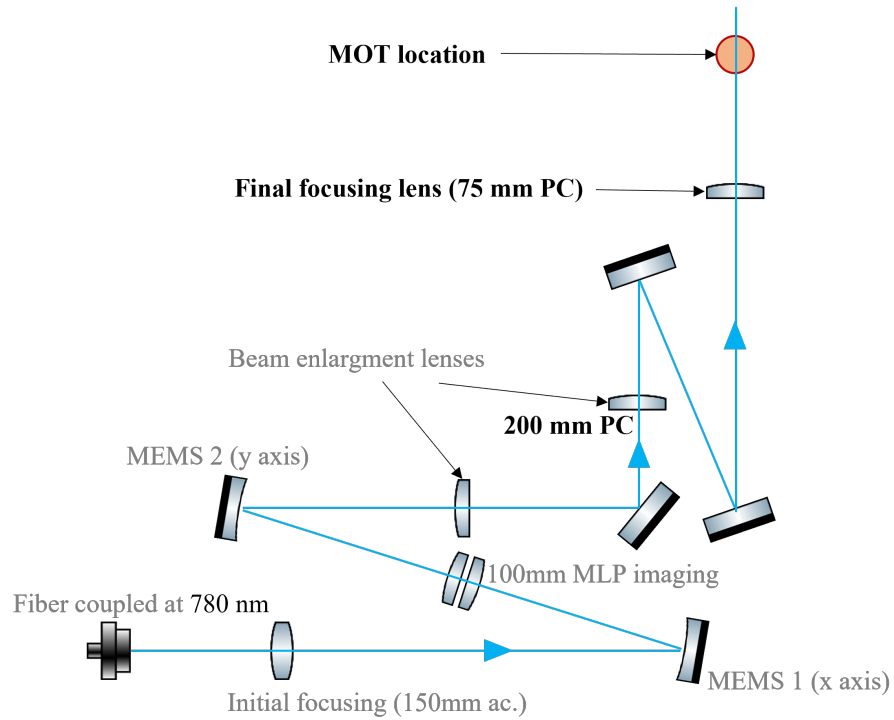 MOT location
Final focusing lens (75 mm PC)
Beam enlargment lenses
200 mm PC
MEMS 2 (y axis)
100mm MLP imaging
Fiber coupled at 780 nm
MEMS 1 (x axis)
Initial focusing (150mm ac.)